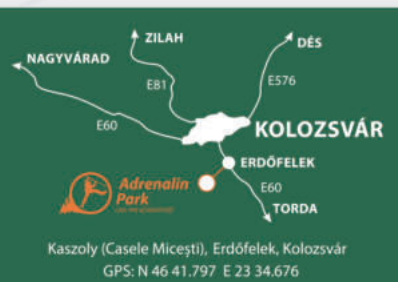 ZILAH
DÉS
NAGYVÁRAD
E81
E576
E60
KOLOZSVÁR
ERDŐFELEK
Adrenalin
Park
E60
TORDA
Kaszoly (Casele Micești), Erdőfelek, Kolozsvár
GPS: N 46 41.797 E 23 34.676